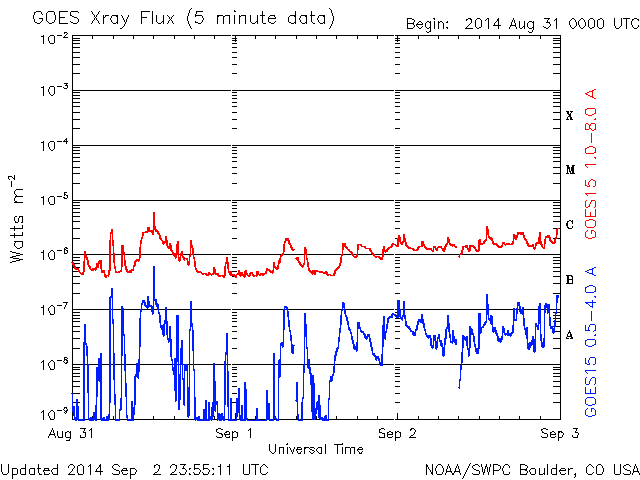 GOES Xray Flux (5 minute data)
Begin: 2014 Aug 31 0000 UTC
10⁻²
10⁻³
10⁻⁴
10⁻⁵
10⁻⁶
10⁻⁷
10⁻⁸
10⁻⁹
Watts m⁻²
X
M
C
B
A
GOES15 1.0–8.0 A
GOES15 0.5–4.0 A
Aug 31
Sep 1
Sep 2
Sep 3
Universal Time
Updated 2014 Sep 2 23:55:11 UTC
NOAA/SWPC Boulder, CO USA